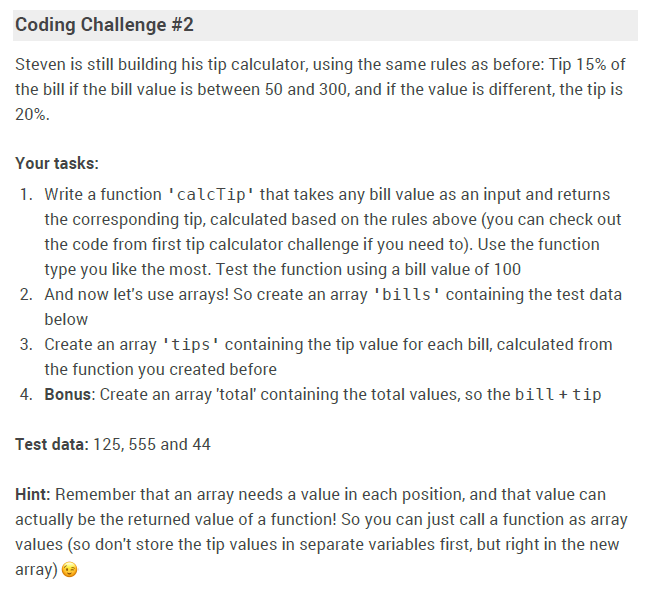 Coding Challenge #2
Steven is still building his tip calculator, using the same rules as before: Tip 15% of
the bill if the bill value is between 50 and 300, and if the value is different, the tip is
20%.
Your tasks:
1. Write a function 'calcTip' that takes any bill value as an input and returns
the corresponding tip, calculated based on the rules above (you can check out
the code from first tip calculator challenge if you need to). Use the function
type you like the most. Test the function using a bill value of 100
2. And now let's use arrays! So create an array 'bills' containing the test data
below
3. Create an array 'tips' containing the tip value for each bill, calculated from
the function you created before
4. Bonus: Create an array 'total' containing the total values, so the bill + tip
Test data: 125, 555 and 44
Hint: Remember that an array needs a value in each position, and that value can
actually be the returned value of a function! So you can just call a function as array
values (so don't store the tip values in separate variables first, but right in the new
array) 😉